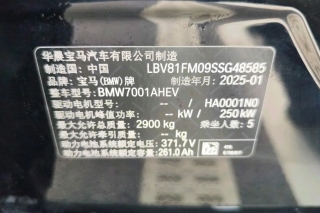 华晨宝马汽车有限公司制造
制造国：中国 LBV81FM09SSG48585
品牌：宝马(BMW) 制造年月：2025-01
整车型号：BMW7001AHEV
驱动电机型号：-- / HA0001N0
驱动电机峰值功率：-- kW / 250 kW
最大允许总质量：2900 kg 乘坐人数：5
最大允许牵引质量：-- kg
动力电池系统额定电压：371.7 V
动力电池系统额定容量：261.0 Ah